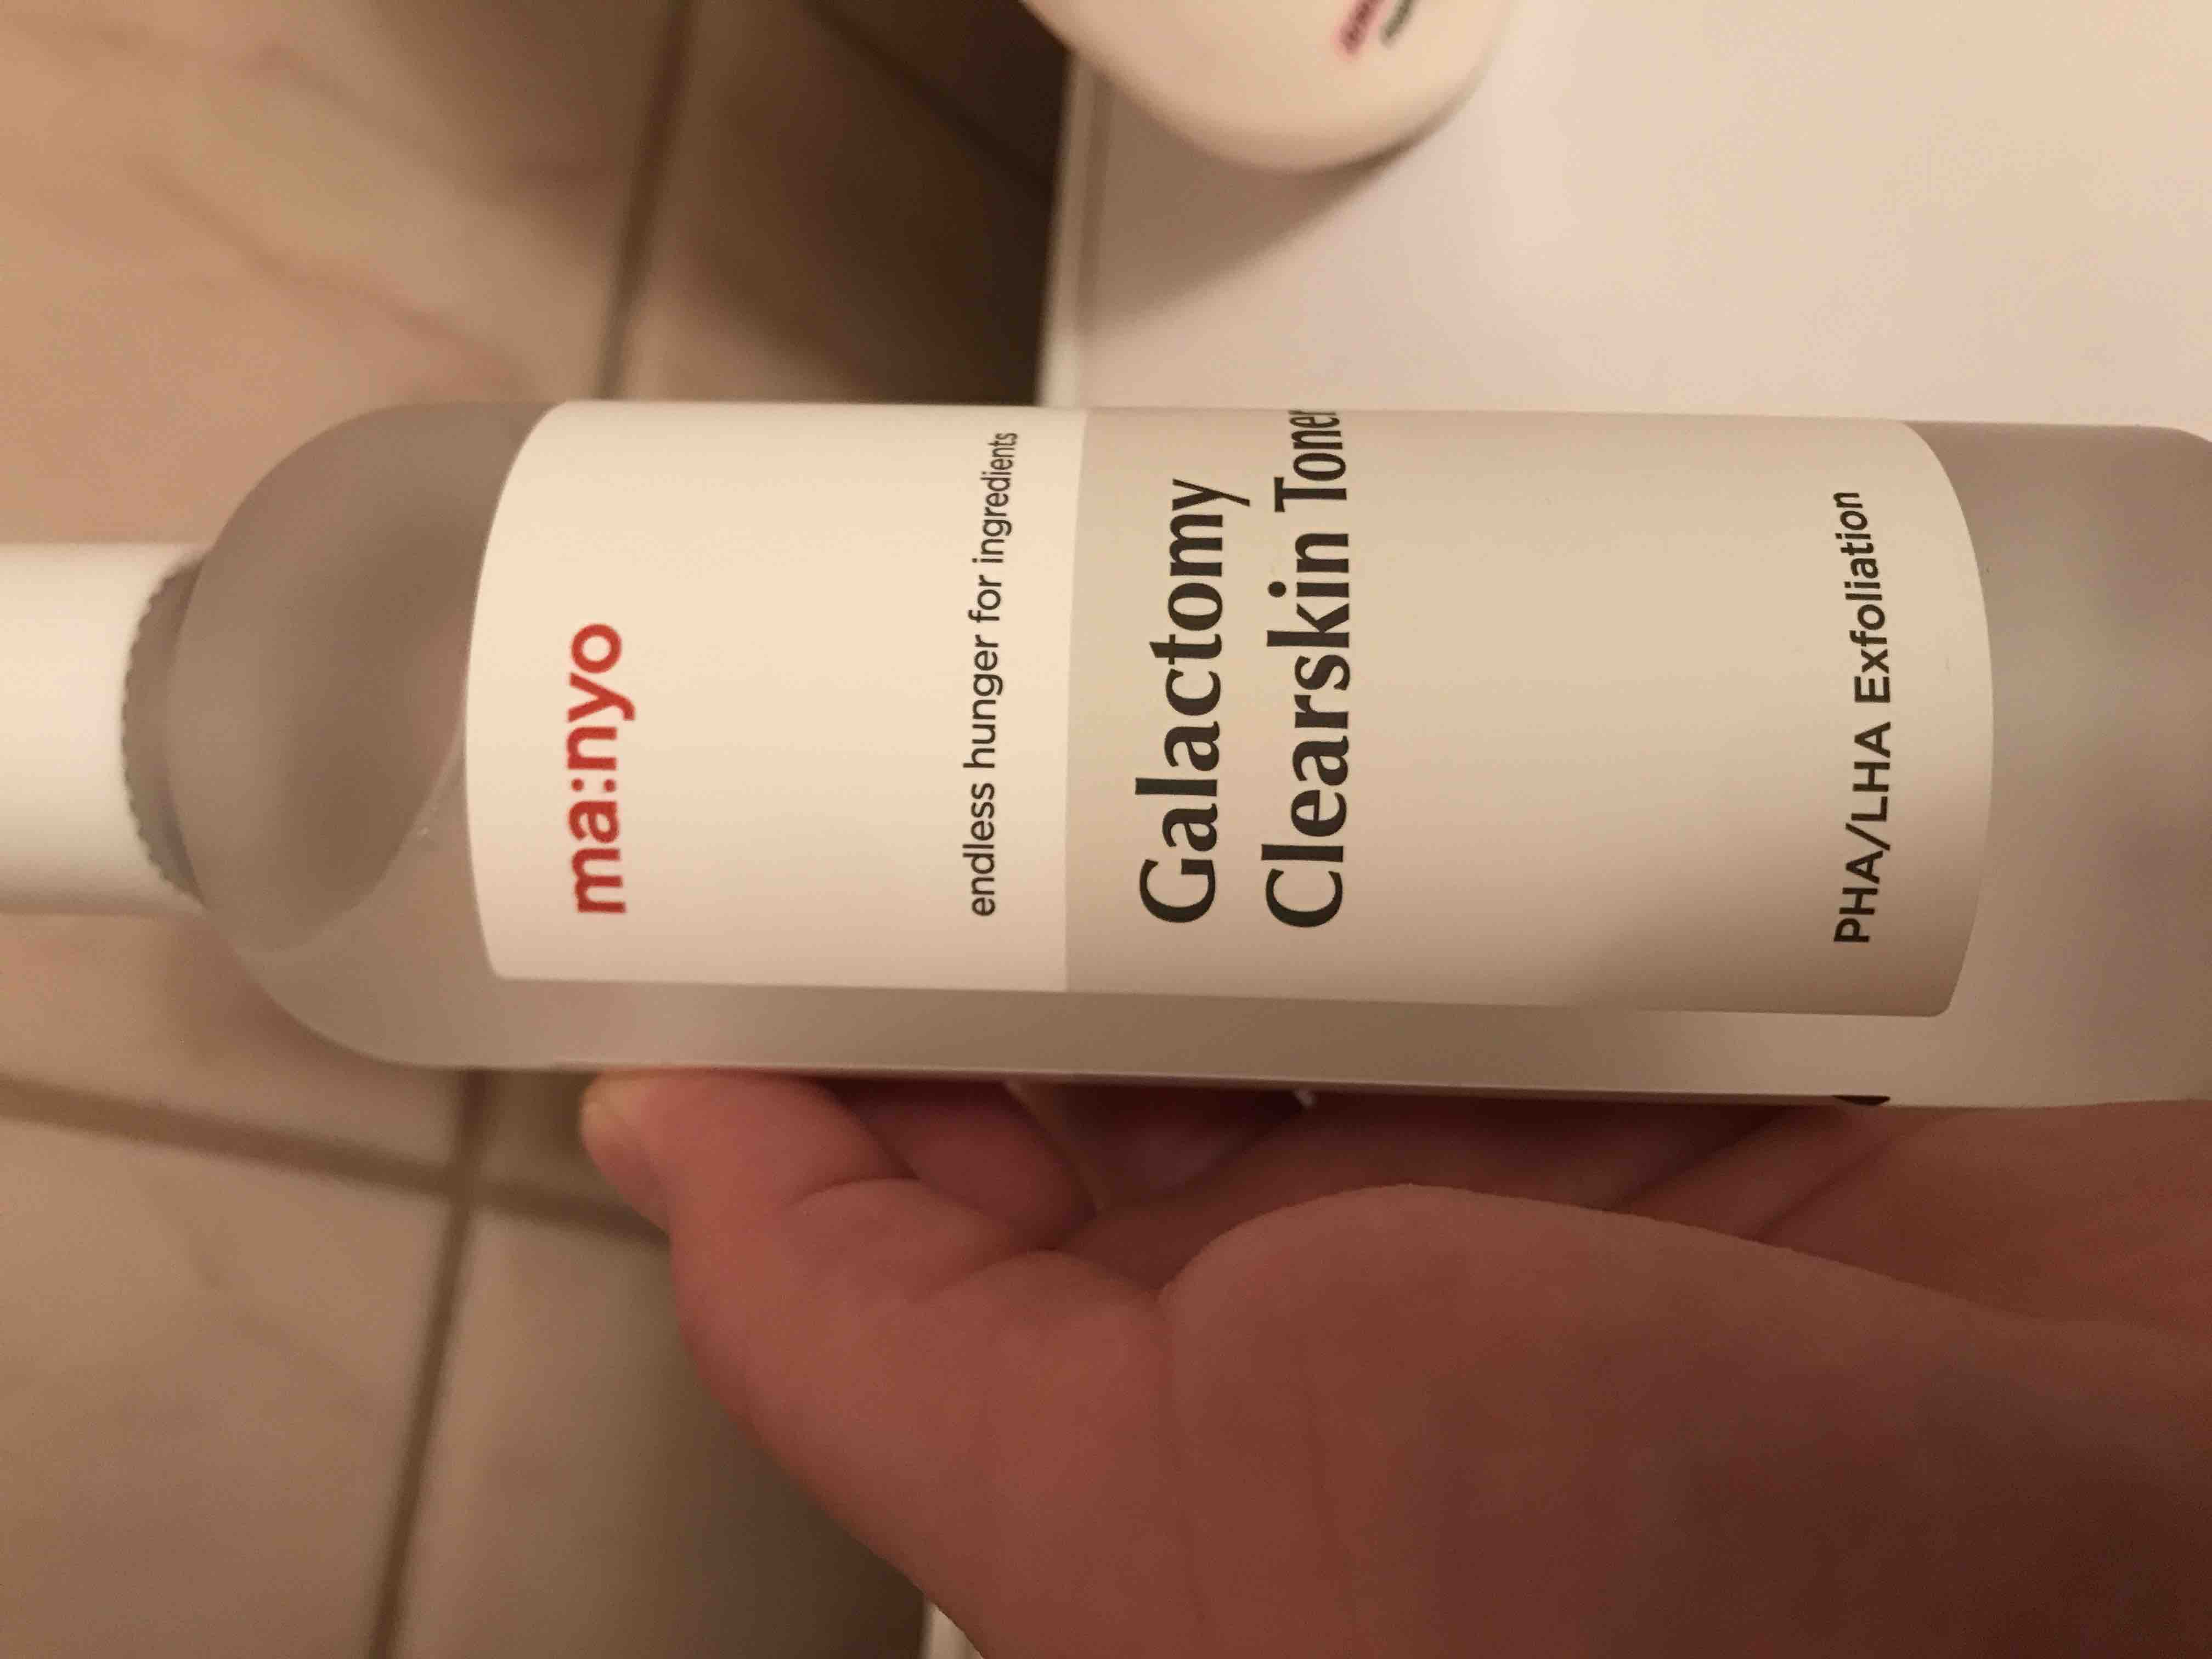 ma:nyo
endless hunger for ingredients
Galactomy
Clearskin Toner
PHA/LHA Exfoliation